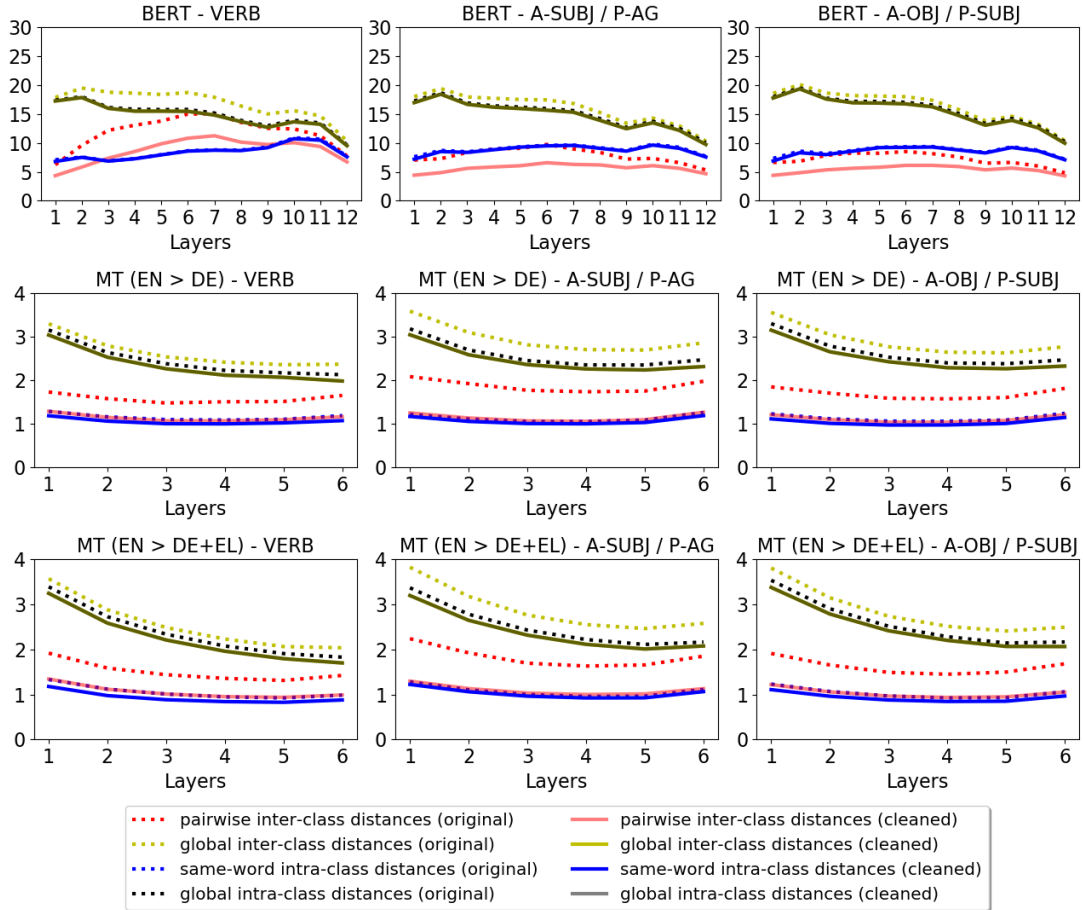 BERT - VERB
BERT - A-SUBJ / P-AG
BERT - A-OBJ / P-SUBJ
30
25
20
15
10
5
0
1 2 3 4 5 6 7 8 9 10 11 12
Layers
30
25
20
15
10
5
0
1 2 3 4 5 6 7 8 9 10 11 12
Layers
30
25
20
15
10
5
0
1 2 3 4 5 6 7 8 9 10 11 12
Layers
MT (EN > DE) - VERB
MT (EN > DE) - A-SUBJ / P-AG
MT (EN > DE) - A-OBJ / P-SUBJ
4
3
2
1
0
1 2 3 4 5 6
Layers
4
3
2
1
0
1 2 3 4 5 6
Layers
4
3
2
1
0
1 2 3 4 5 6
Layers
MT (EN > DE+EL) - VERB
MT (EN > DE+EL) - A-SUBJ / P-AG
MT (EN > DE+EL) - A-OBJ / P-SUBJ
4
3
2
1
0
1 2 3 4 5 6
Layers
4
3
2
1
0
1 2 3 4 5 6
Layers
4
3
2
1
0
1 2 3 4 5 6
Layers
pairwise inter-class distances (original)
global inter-class distances (original)
same-word intra-class distances (original)
global intra-class distances (original)
pairwise inter-class distances (cleaned)
global inter-class distances (cleaned)
same-word intra-class distances (cleaned)
global intra-class distances (cleaned)